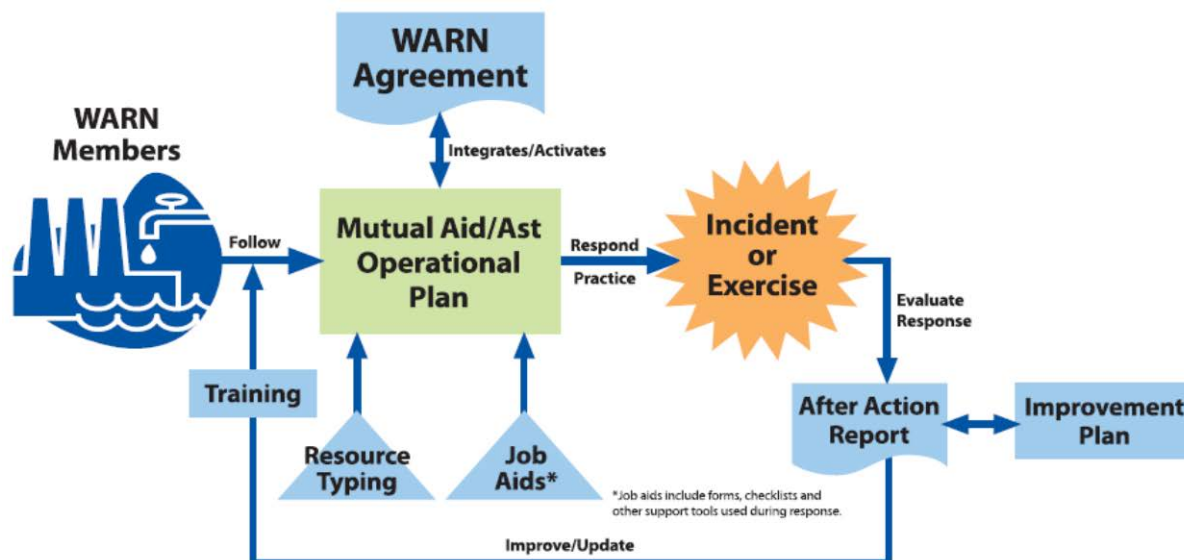 WARN
Agreement
WARN
Members
Integrates/Activates
Follow
Mutual Aid/Ast
Operational
Plan
Respond
Practice
Incident
or
Exercise
Evaluate
Response
Training
Resource
Typing
Job
Aids*
After Action
Report
Improvement
Plan
*Job aids include forms, checklists and
other support tools used during response.
Improve/Update